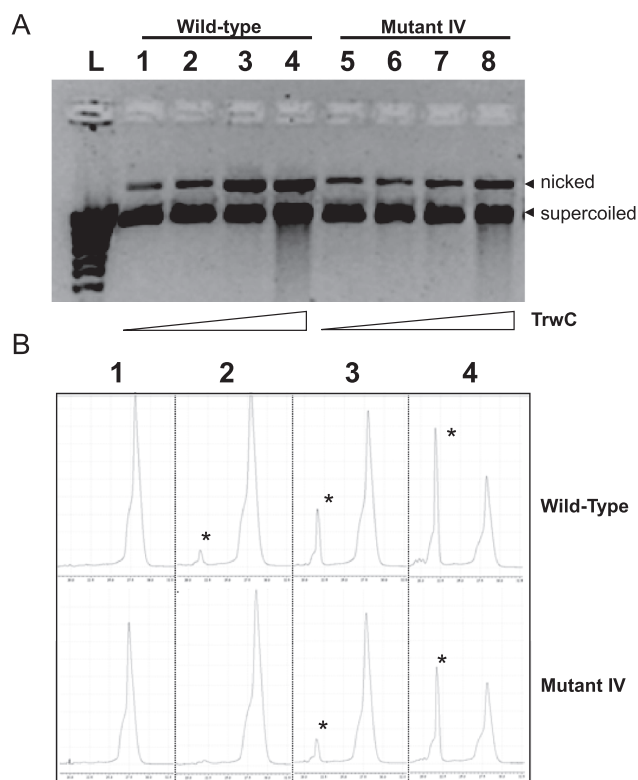 A
Wild-type Mutant IV
L 1 2 3 4 5 6 7 8
nicked
supercoiled
TrwC
B
1 2 3 4
* * *
Wild-Type
* *
Mutant IV